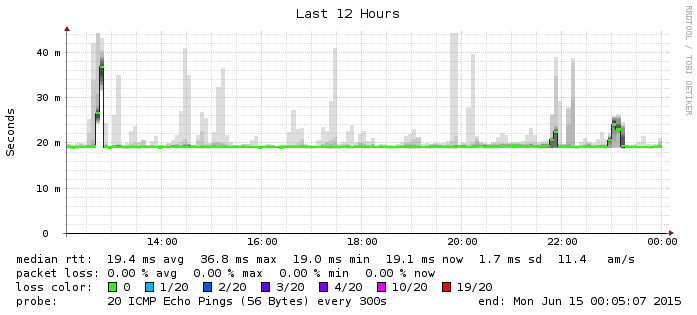 Last 12 Hours
RRDTOOL / TOBI OETIKER
Seconds
40 m
30 m
20 m
10 m
0
14:00 16:00 18:00 20:00 22:00 00:00
median rtt: 19.4 ms avg 36.8 ms max 19.0 ms min 19.1 ms now 1.7 ms sd 11.4 am/s
packet loss: 0.00 % avg 0.00 % max 0.00 % min 0.00 % now
loss color: 0 1/20 2/20 3/20 4/20 10/20 19/20
probe: 20 ICMP Echo Pings (56 Bytes) every 300s end: Mon Jun 15 00:05:07 2015